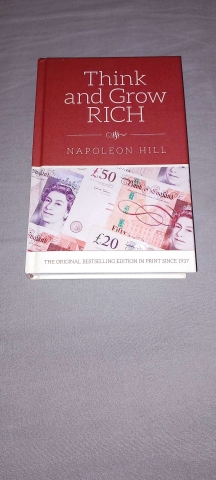 Think
and Grow
RICH
NAPOLEON HILL
£50
£20
THE ORIGINAL BESTSELLING EDITION IN PRINT SINCE 1937